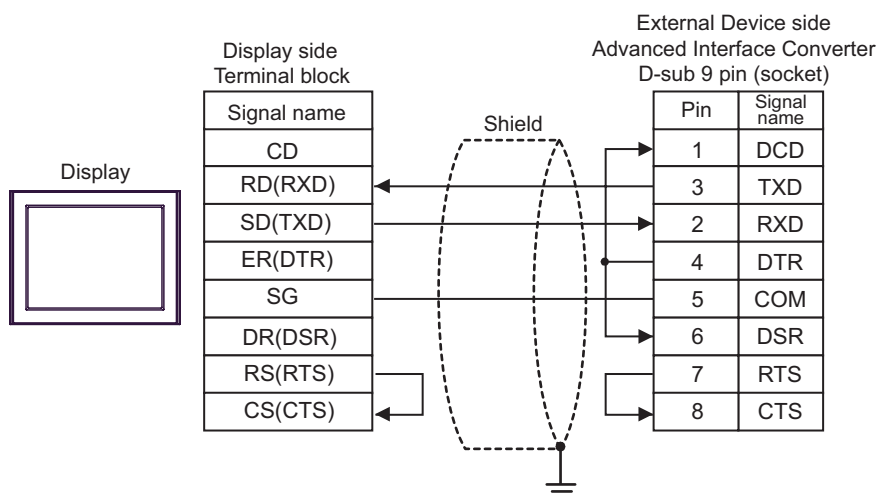 External Device side
Advanced Interface Converter
D-sub 9 pin (socket)
Display side
Terminal block
Display
Shield
Signal name
CD
RD(RXD)
SD(TXD)
ER(DTR)
SG
DR(DSR)
RS(RTS)
CS(CTS)
Pin Signal name
1 DCD
3 TXD
2 RXD
4 DTR
5 COM
6 DSR
7 RTS
8 CTS